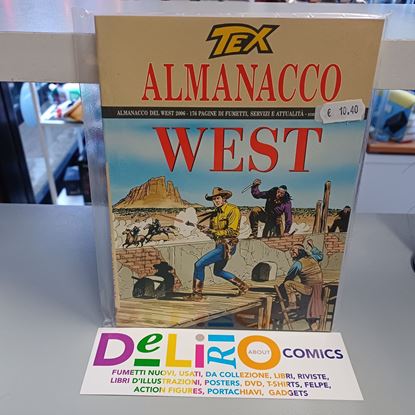 TEX
ALMANACCO
ALMANACCO DEL WEST 2006 - 176 PAGINE DI FUMETTI, SERVIZI E ATTUALITÀ -
€ 10.40
WEST
DeLiRiO ABOUT COMICS
FUMETTI NUOVI, USATI, DA COLLEZIONE, LIBRI, RIVISTE,
LIBRI D'ILLUSTRAZIONI, POSTERS, DVD, T-SHIRTS, FELPE,
ACTION FIGURES, PORTACHIAVI, GADGETS